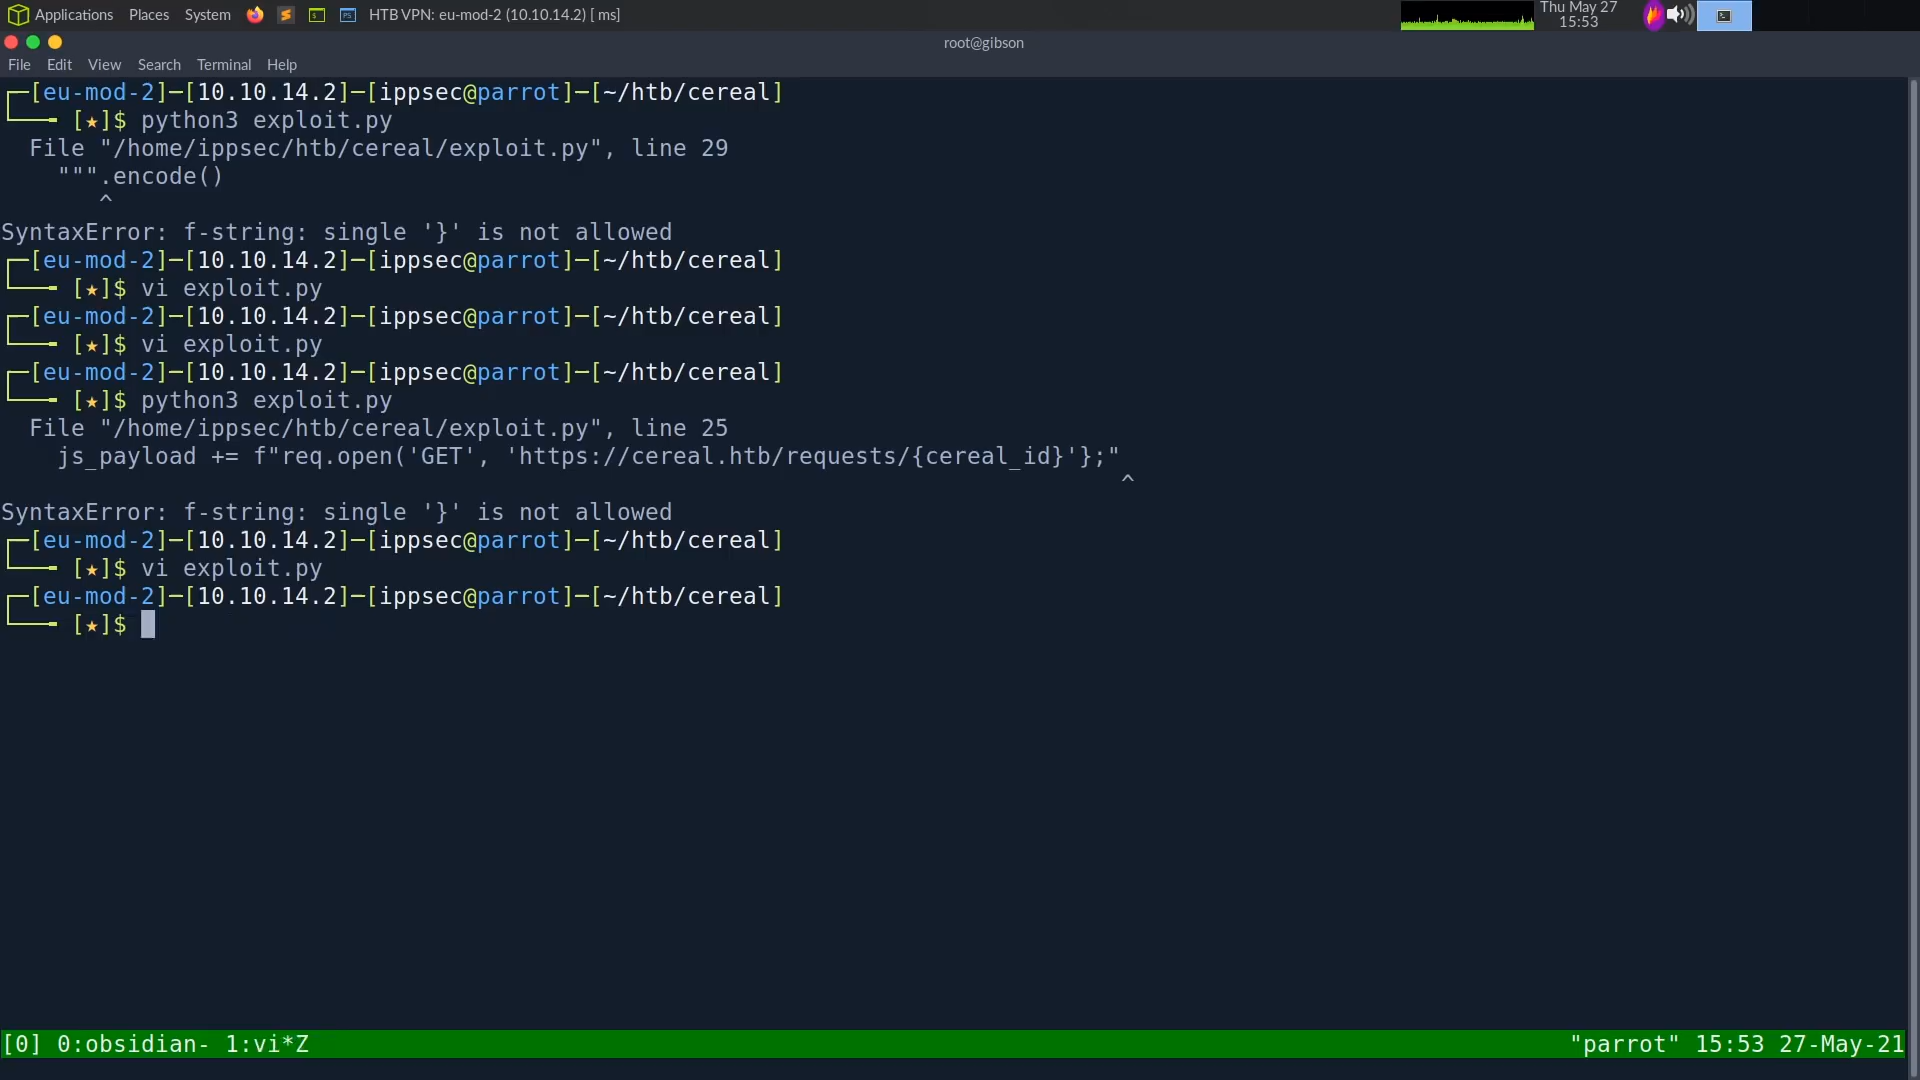 Applications Places System HTB VPN: eu-mod-2 (10.10.14.2) [ ms] Thu May 27
15:53
root@gibson
File Edit View Search Terminal Help
┌─[eu-mod-2]─[10.10.14.2]─[ippsec@parrot]─[~/htb/cereal]
└──╼ [★]$ python3 exploit.py
  File "/home/ippsec/htb/cereal/exploit.py", line 29
    """.encode()
       ^
SyntaxError: f-string: single '}' is not allowed
┌─[eu-mod-2]─[10.10.14.2]─[ippsec@parrot]─[~/htb/cereal]
└──╼ [★]$ vi exploit.py
┌─[eu-mod-2]─[10.10.14.2]─[ippsec@parrot]─[~/htb/cereal]
└──╼ [★]$ vi exploit.py
┌─[eu-mod-2]─[10.10.14.2]─[ippsec@parrot]─[~/htb/cereal]
└──╼ [★]$ python3 exploit.py
  File "/home/ippsec/htb/cereal/exploit.py", line 25
    js_payload += f"req.open('GET', 'https://cereal.htb/requests/{cereal_id}'};"
                                                                                ^
SyntaxError: f-string: single '}' is not allowed
┌─[eu-mod-2]─[10.10.14.2]─[ippsec@parrot]─[~/htb/cereal]
└──╼ [★]$ vi exploit.py
┌─[eu-mod-2]─[10.10.14.2]─[ippsec@parrot]─[~/htb/cereal]
└──╼ [★]$
[0] 0:obsidian- 1:vi*Z "parrot" 15:53 27-May-21